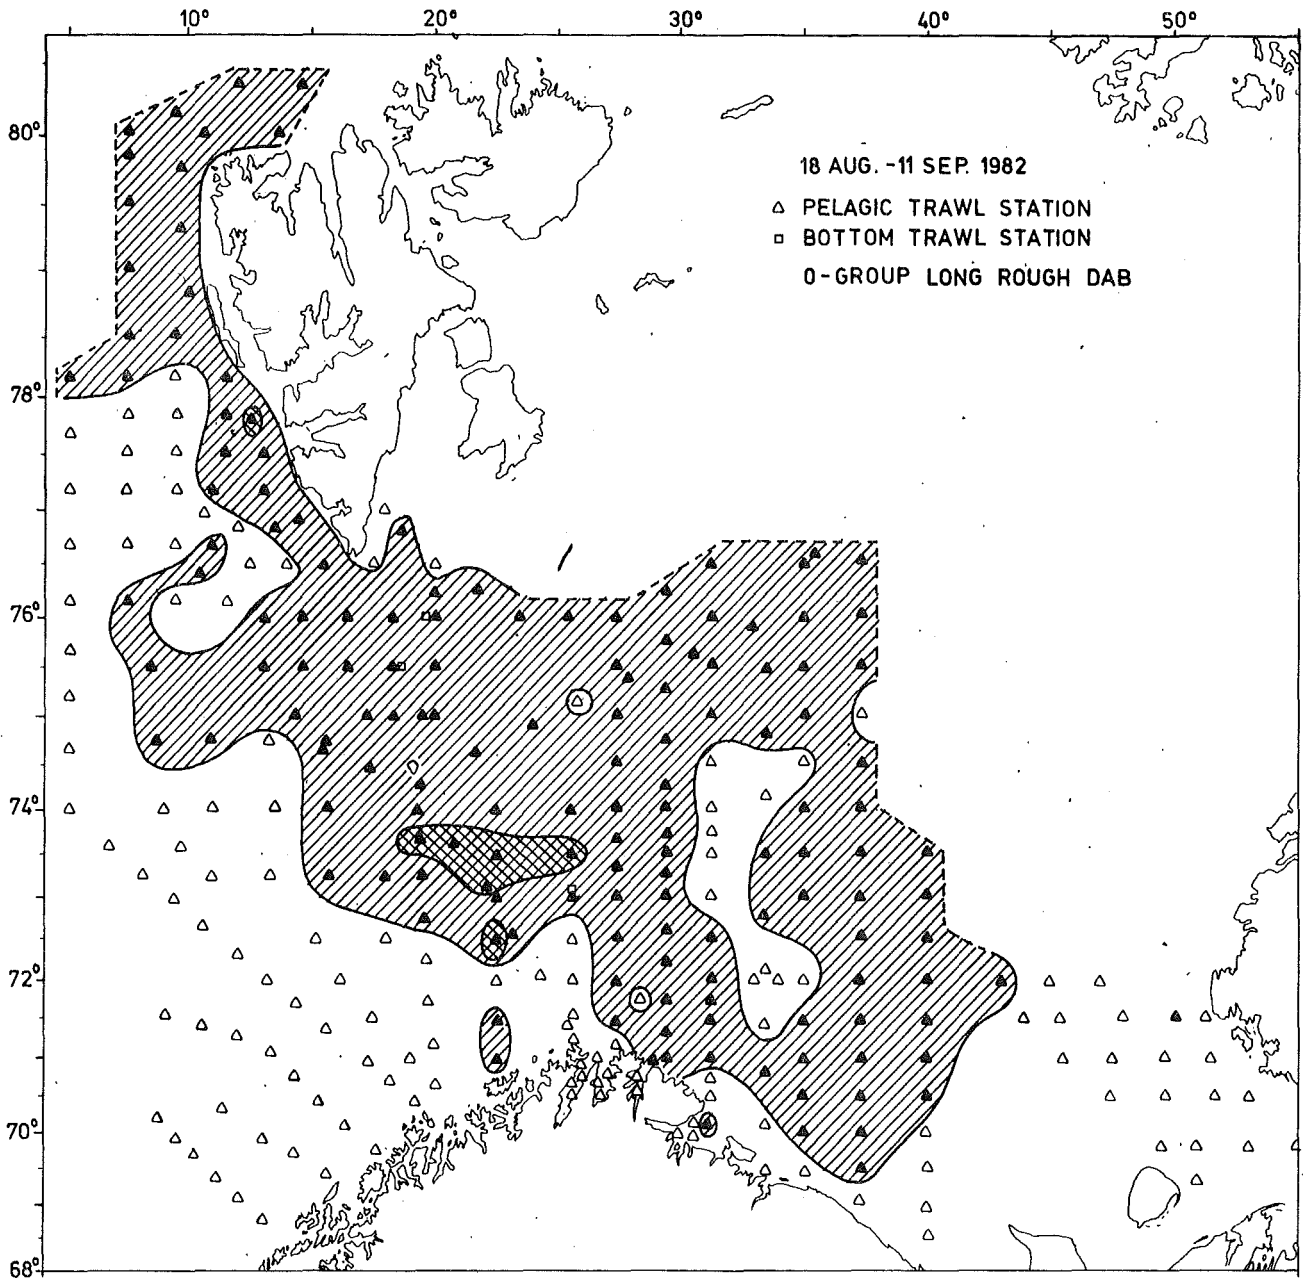 10° 20° 30° 40° 50°
80°
18 AUG. - 11 SEP. 1982
△ PELAGIC TRAWL STATION
□ BOTTOM TRAWL STATION
0-GROUP LONG ROUGH DAB
78°
76°
74°
72°
70°
68°